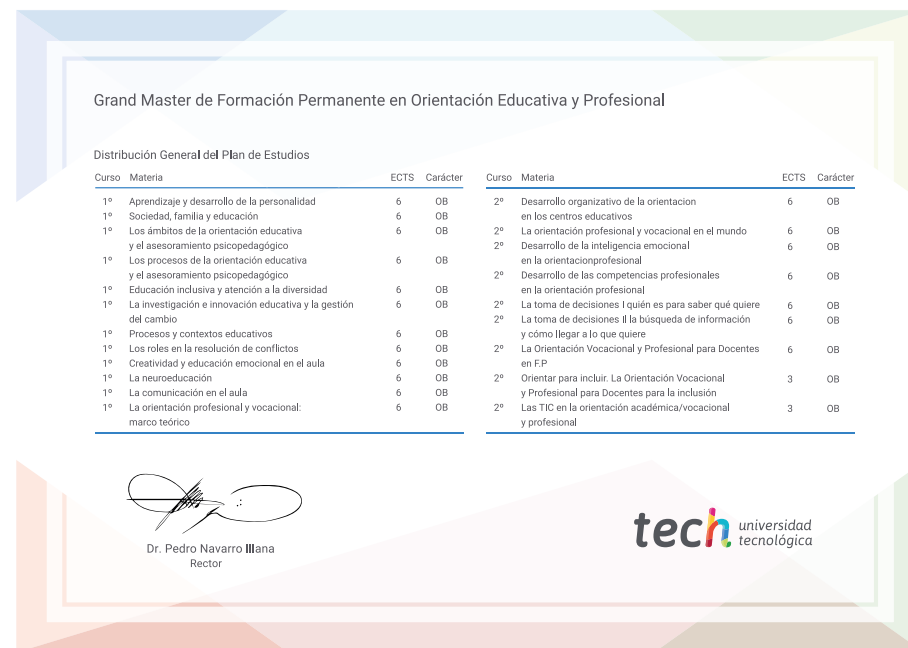 Grand Master de Formación Permanente en Orientación Educativa y Profesional
Distribución General del Plan de Estudios
Curso Materia ECTS Carácter
1º Aprendizaje y desarrollo de la personalidad 6 OB
1º Sociedad, familia y educación 6 OB
1º Los ámbitos de la orientación educativa 6 OB
y el asesoramiento psicopedagógico
1º Los procesos de la orientación educativa 6 OB
y el asesoramiento psicopedagógico
1º Educación inclusiva y atención a la diversidad 6 OB
1º La investigación e innovación educativa y la gestión 6 OB
del cambio
1º Procesos y contextos educativos 6 OB
1º Los roles en la resolución de conflictos 6 OB
1º Creatividad y educación emocional en el aula 6 OB
1º La neuroeducación 6 OB
1º La comunicación en el aula 6 OB
1º La orientación profesional y vocacional: 6 OB
marco teórico
Curso Materia ECTS Carácter
2º Desarrollo organizativo de la orientacion 6 OB
en los centros educativos
2º La orientación profesional y vocacional en el mundo 6 OB
2º Desarrollo de la inteligencia emocional 6 OB
en la orientacionprofesional
2º Desarrollo de las competencias profesionales 6 OB
en la orientación profesional
2º La toma de decisiones I quién es para saber qué quiere 6 OB
2º La toma de decisiones II la búsqueda de información 6 OB
y cómo llegar a lo que quiere
2º La Orientación Vocacional y Profesional para Docentes 6 OB
en F.P
2º Orientar para incluir. La Orientación Vocacional 3 OB
y Profesional para Docentes para la inclusión
2º Las TIC en la orientación académica/vocacional 3 OB
y profesional
Dr. Pedro Navarro Illana
Rector
tech universidad
tecnológica